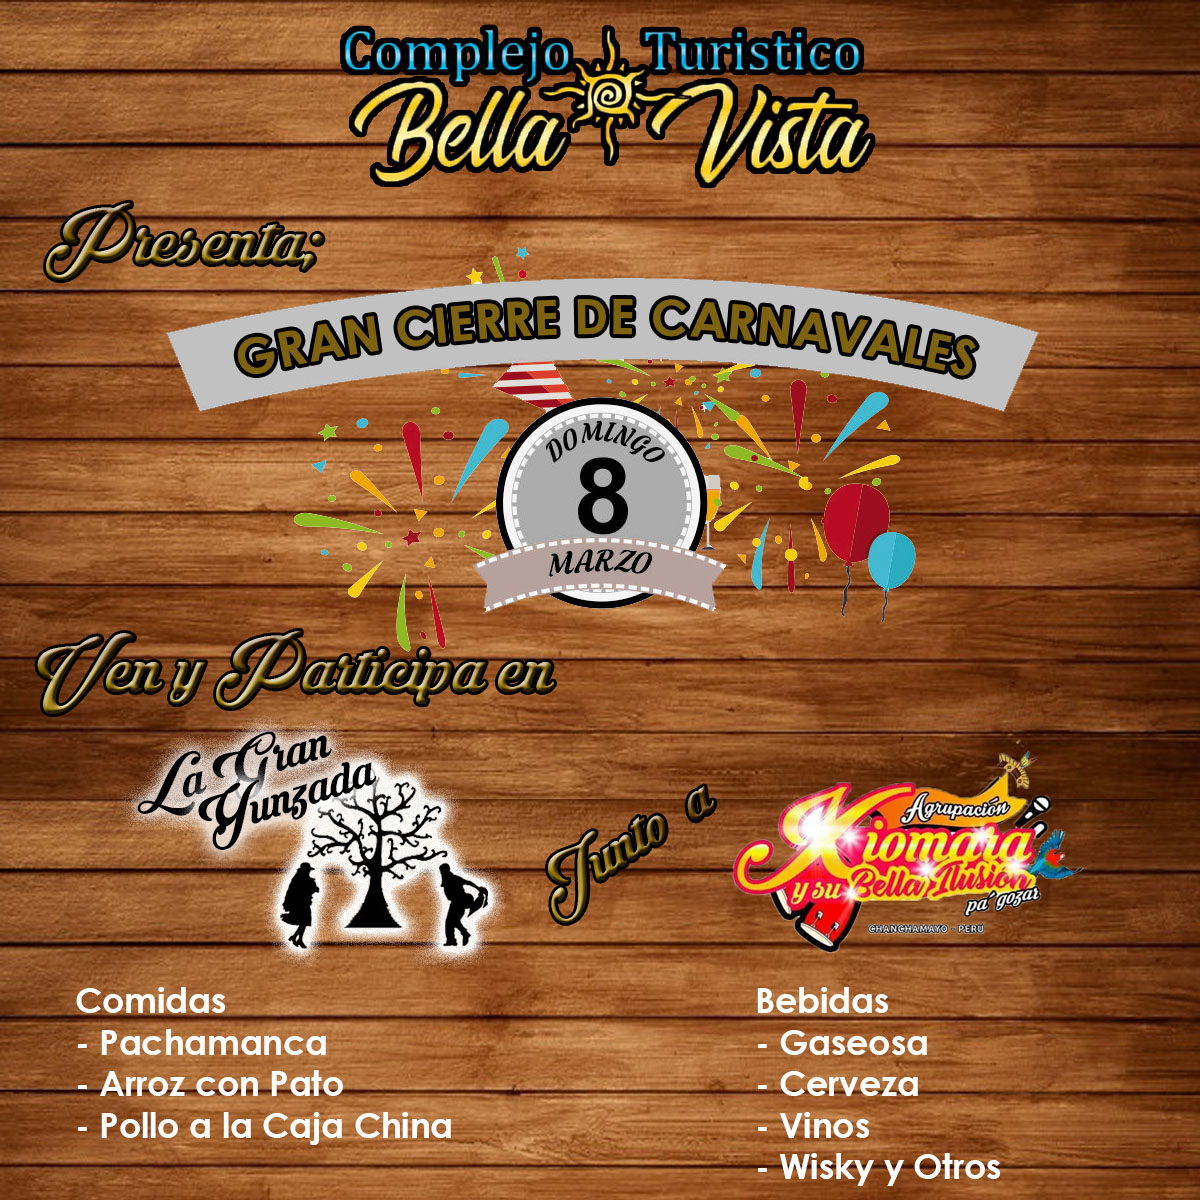 Complejo Turistico
Bella Vista
Presenta;
GRAN CIERRE DE CARNAVALES
DOMINGO
8
MARZO
Ven y Participa en
La Gran
Yunzada
Junto a
Agrupación
Kiomara
y su Bella Ilusión
pa´gozar
CHANCHAMAYO - PERÚ
Comidas
- Pachamanca
- Arroz con Pato
- Pollo a la Caja China
Bebidas
- Gaseosa
- Cerveza
- Vinos
- Wisky y Otros